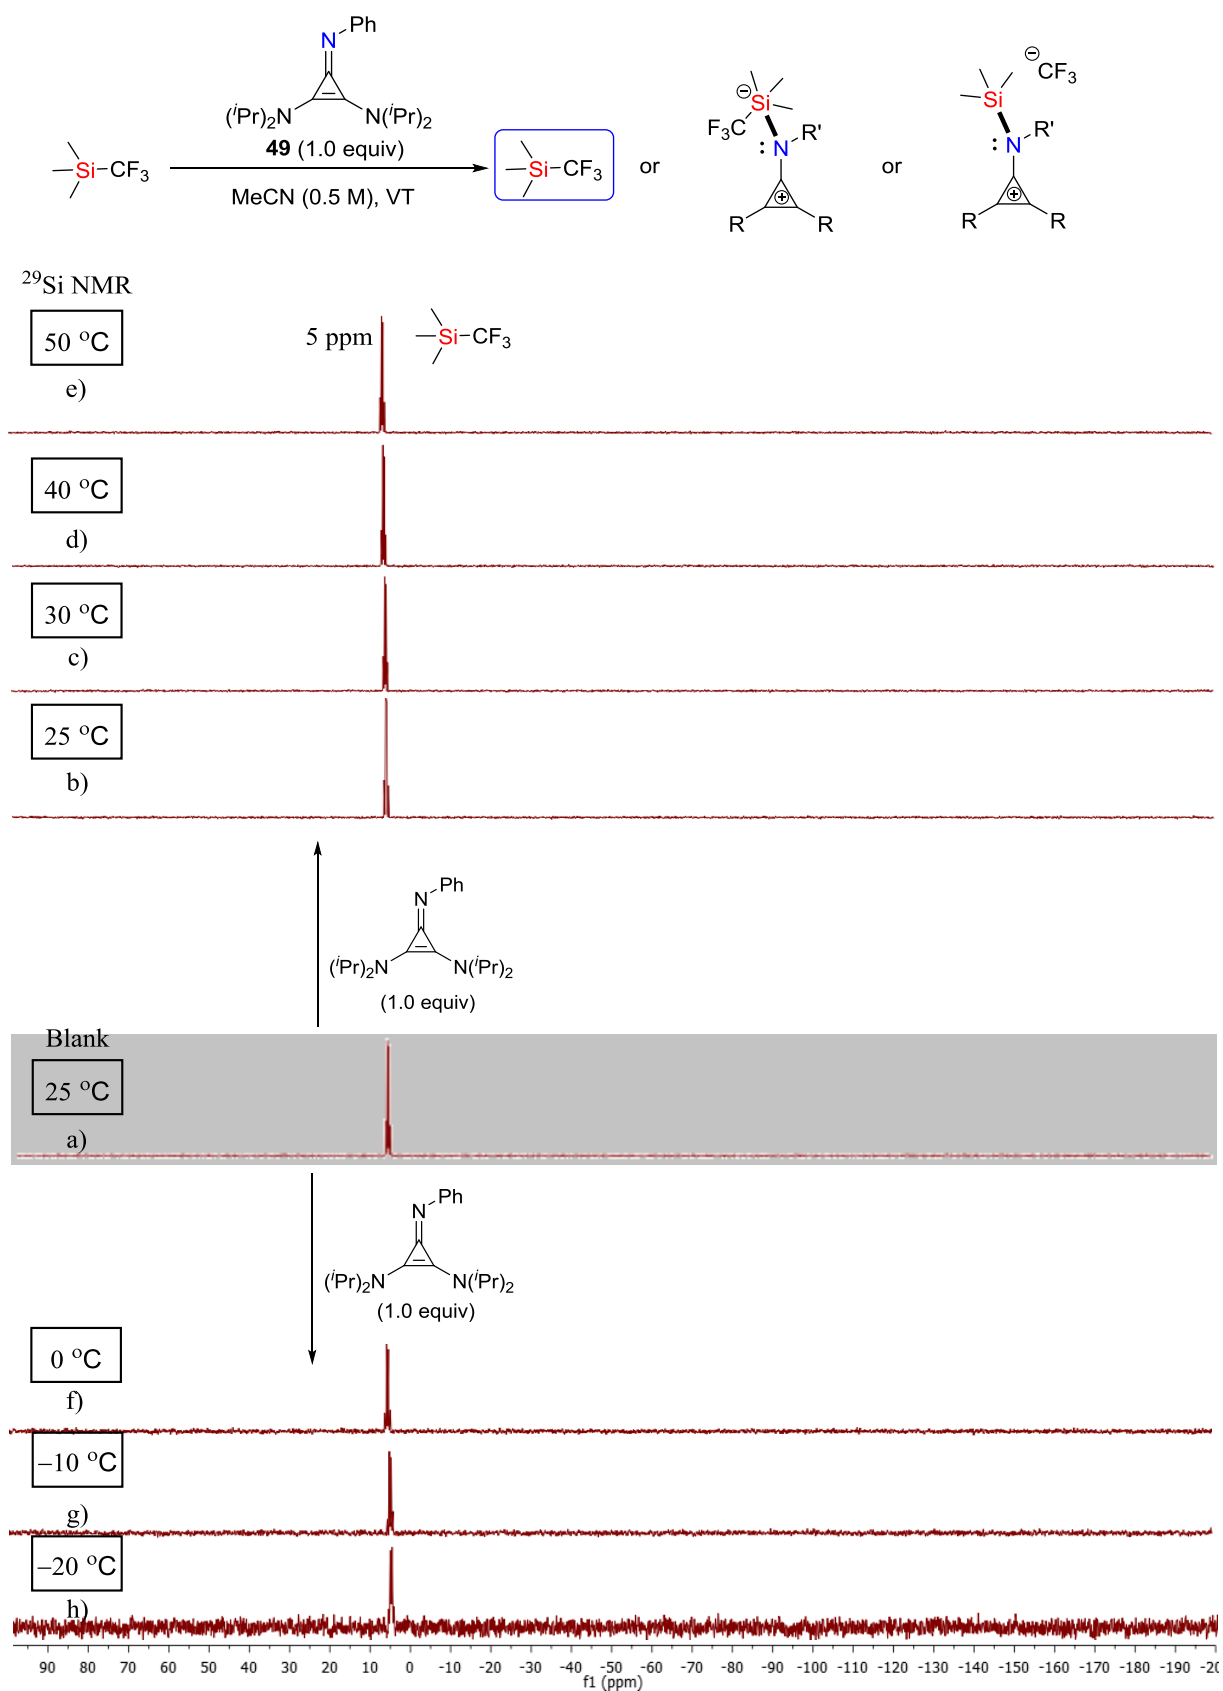 N Ph
(iPr)2N N(iPr)2
49 (1.0 equiv)
Si CF3
MeCN (0.5 M), VT
Si CF3
or
⊖ Si F3C R' N : ⊕ R R
or
⊖ CF3 Si R' : N ⊕ R R
29Si NMR
50 °C
e)
5 ppm
Si CF3
40 °C
d)
30 °C
c)
25 °C
b)
N Ph
(iPr)2N N(iPr)2
(1.0 equiv)
Blank
25 °C
a)
N Ph
(iPr)2N N(iPr)2
(1.0 equiv)
0 °C
f)
–10 °C
g)
–20 °C
h)
90 80 70 60 50 40 30 20 10 0 -10 -20 -30 -40 -50 -60 -70 -80 -90 -100 -110 -120 -130 -140 -150 -160 -170 -180 -190 -20
f1 (ppm)